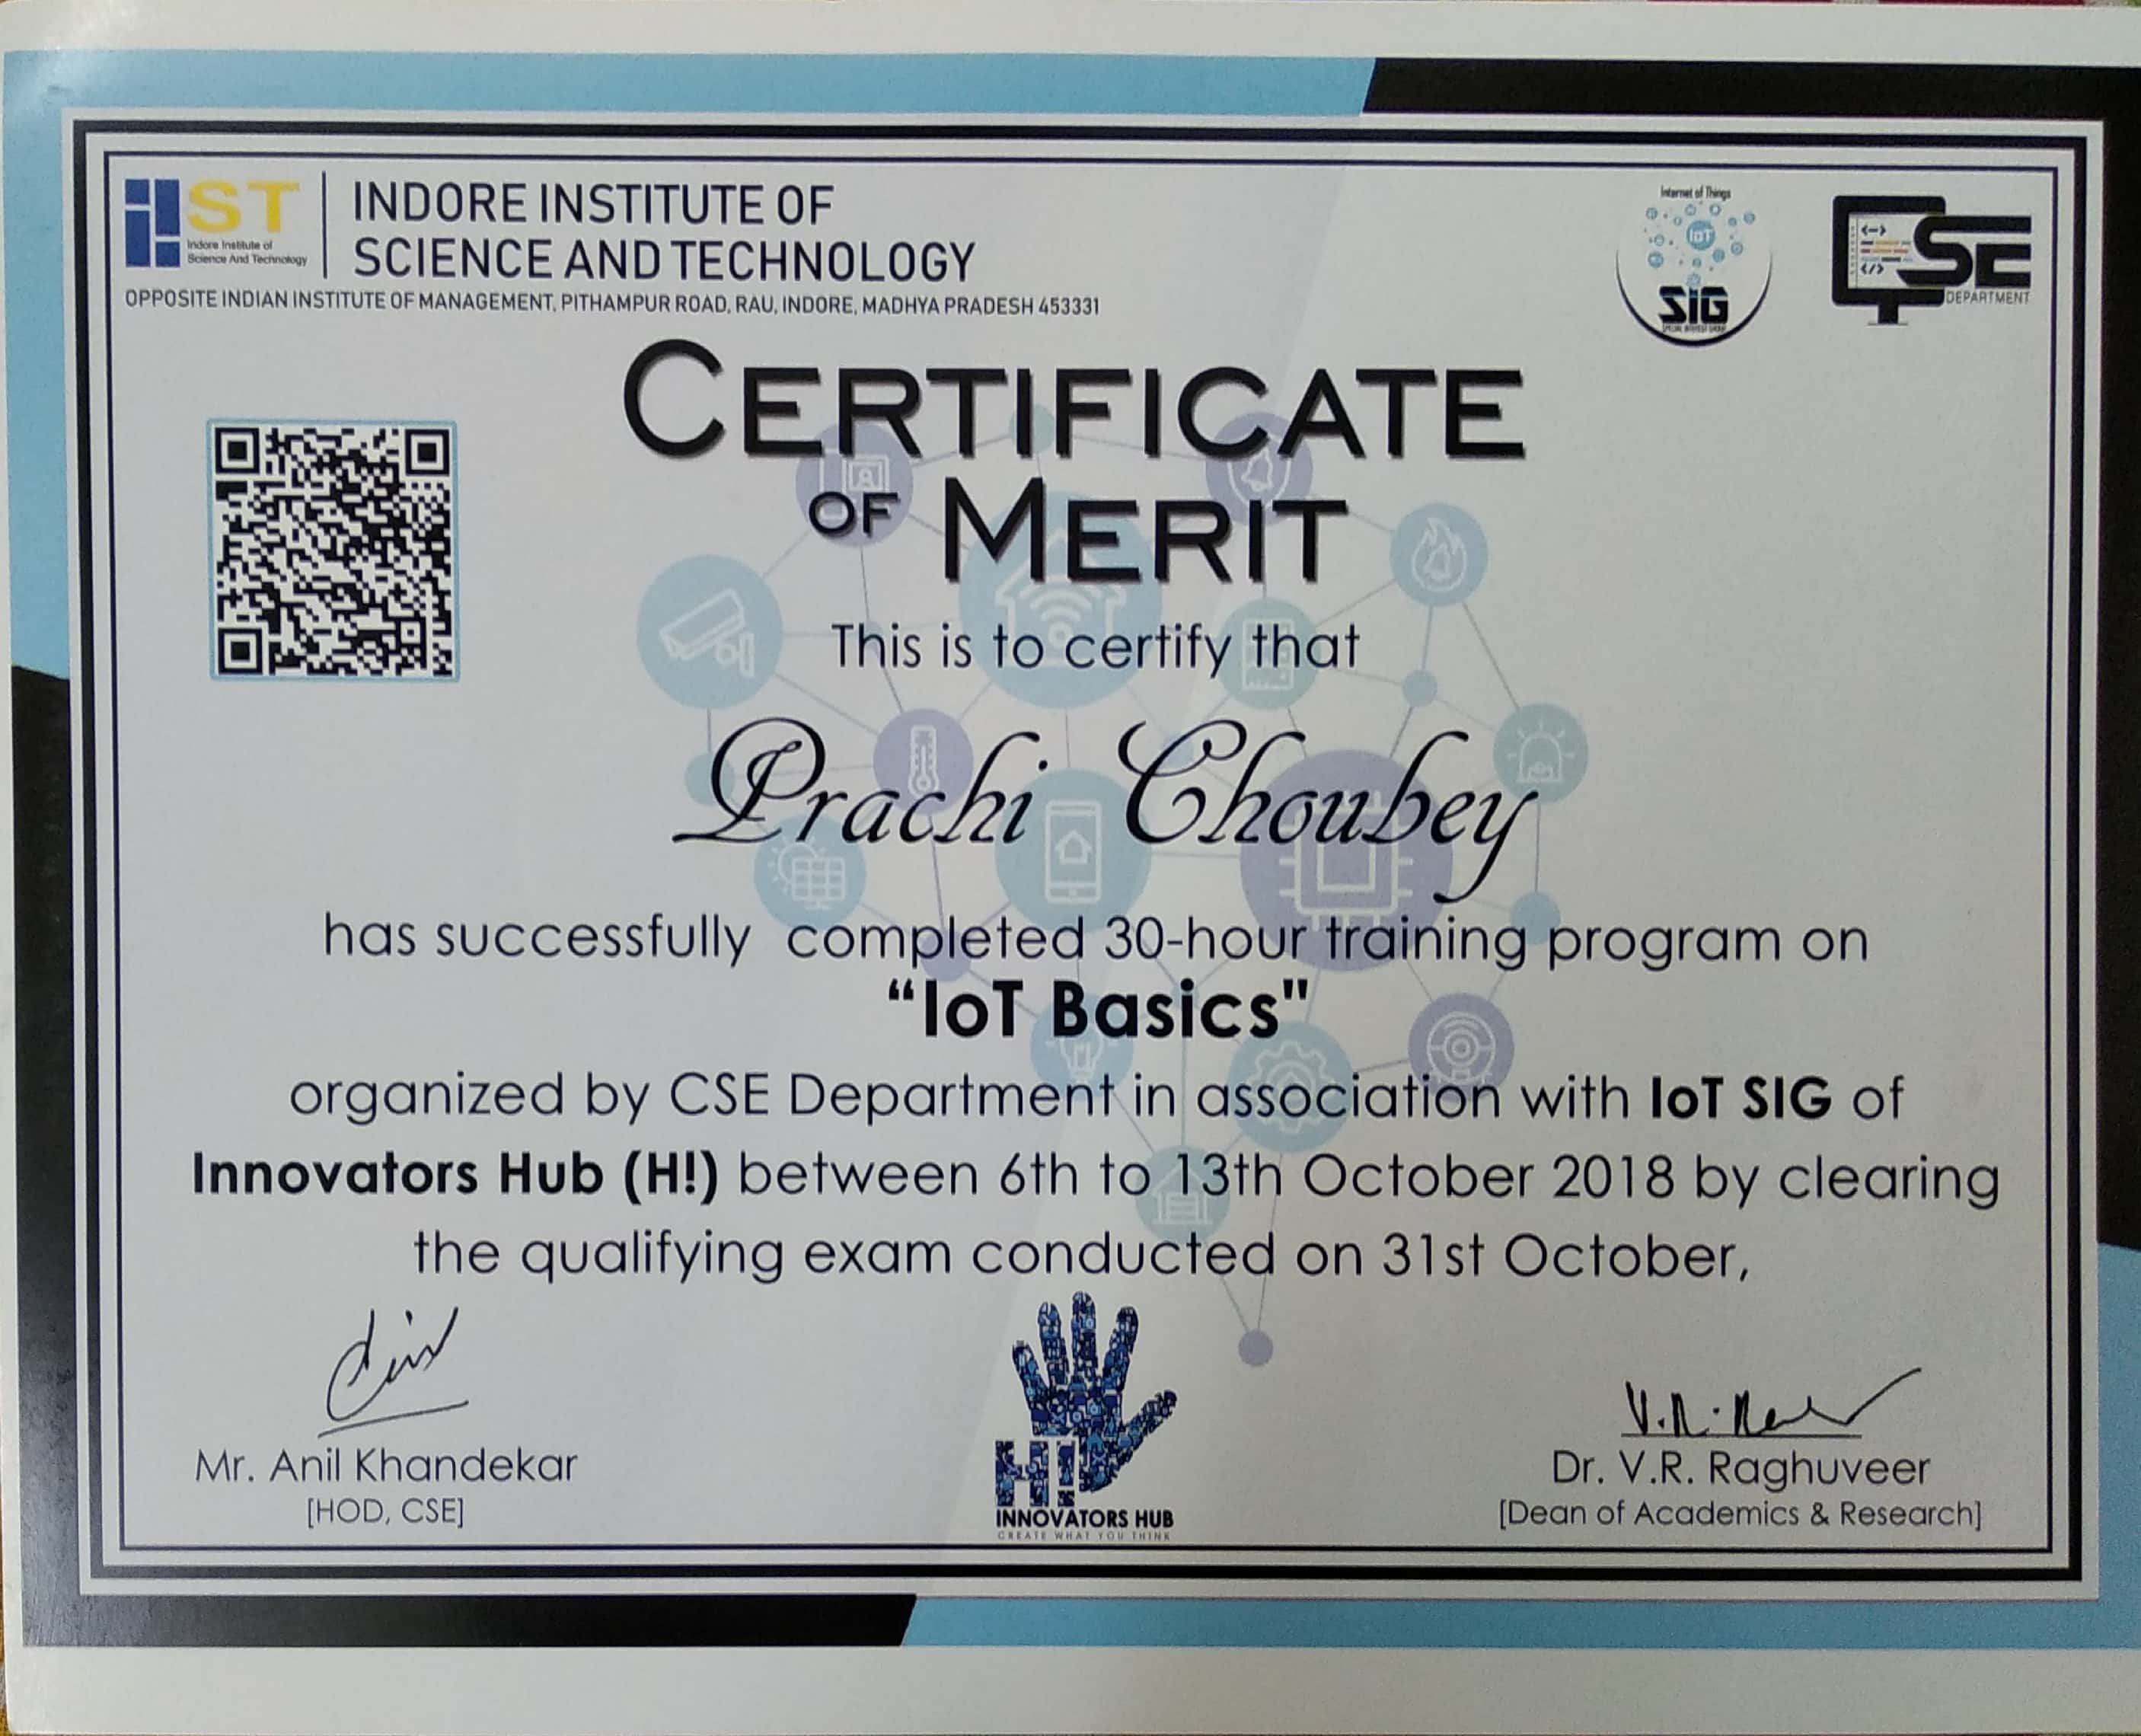 IIST
Indore Institute of
Science And Technology
INDORE INSTITUTE OF
SCIENCE AND TECHNOLOGY
OPPOSITE INDIAN INSTITUTE OF MANAGEMENT, PITHAMPUR ROAD, RAU, INDORE, MADHYA PRADESH 453331
Internet of Things
IoT
SIG
SPECIAL INTEREST GROUP
CSE
DEPARTMENT
CERTIFICATE
OF MERIT
This is to certify that
Prachi Choubey
has successfully completed 30-hour training program on
“IoT Basics"
organized by CSE Department in association with IoT SIG of
Innovators Hub (H!) between 6th to 13th October 2018 by clearing
the qualifying exam conducted on 31st October,
Mr. Anil Khandekar
[HOD, CSE]
H!
INNOVATORS HUB
CREATE WHAT YOU THINK
Dr. V.R. Raghuveer
[Dean of Academics & Research]